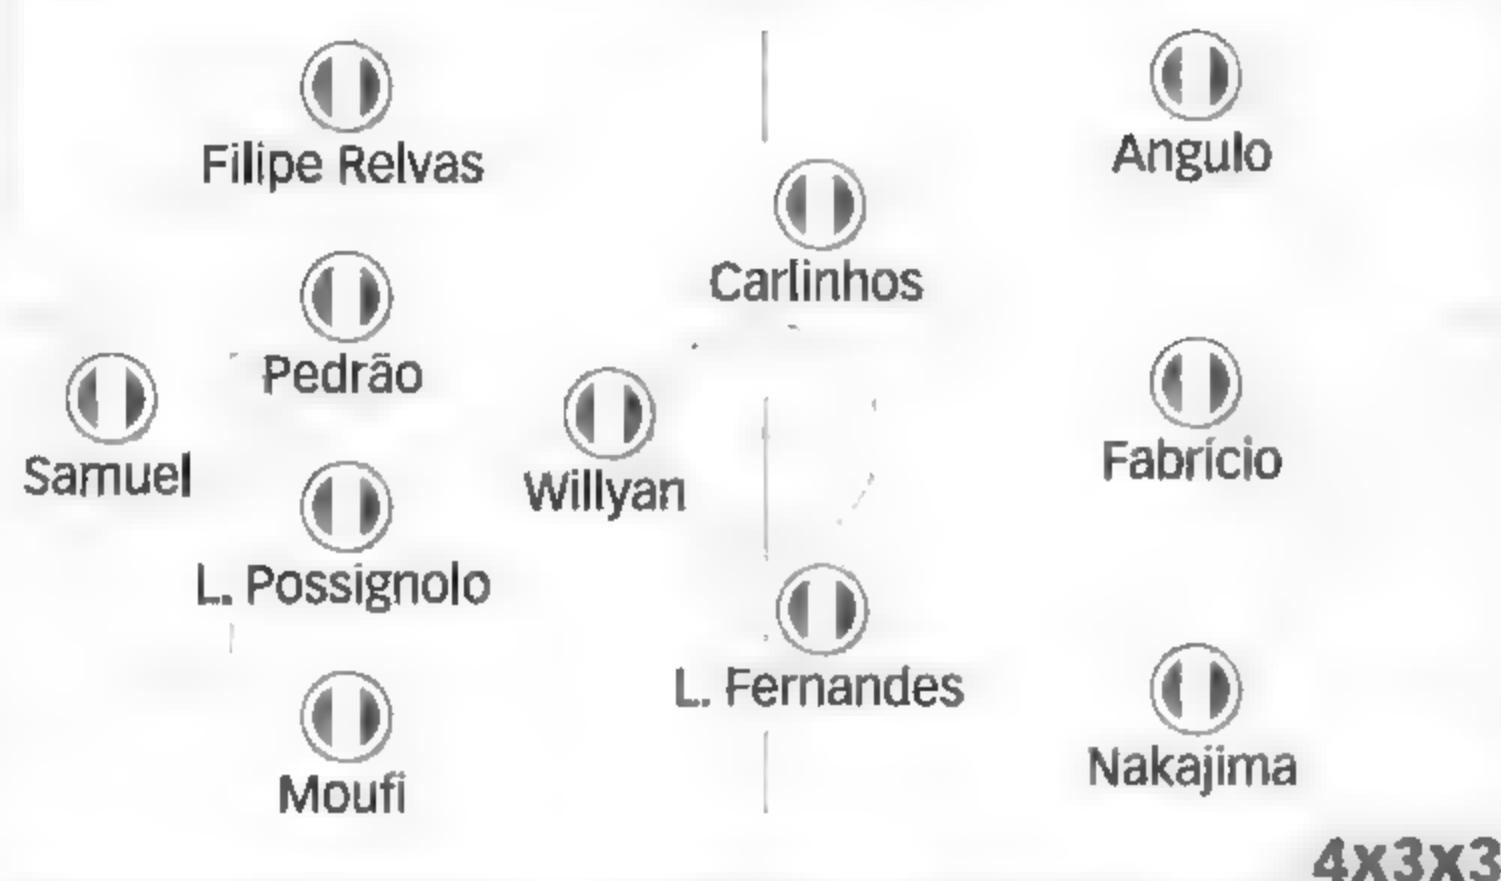 Filipe Relvas
Angulo
Carlinhos
Pedrão
Samuel
Willyan
Fabrício
L. Possignolo
L. Fernandes
Moufi
Nakajima
4x3x3